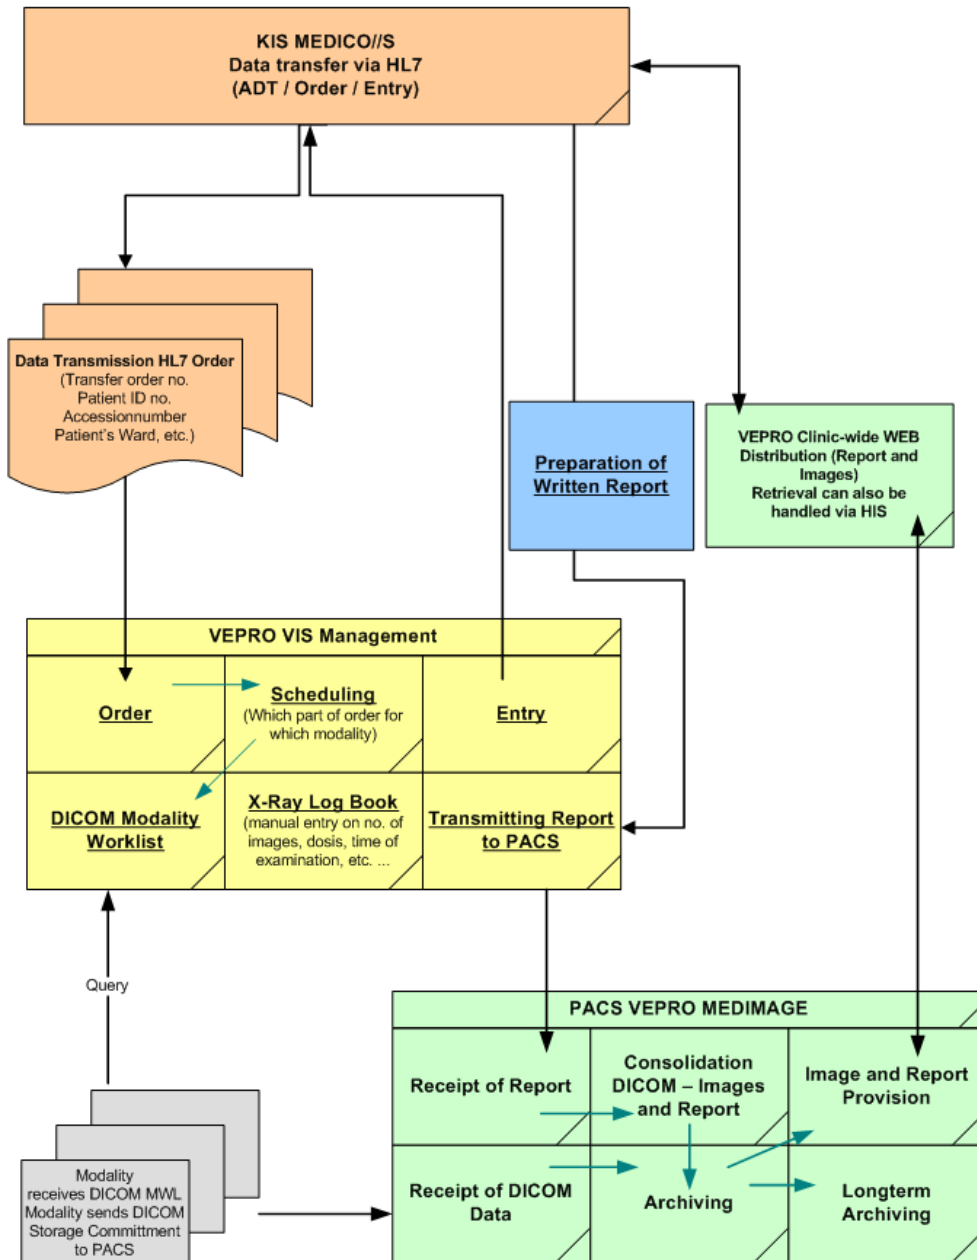 KIS MEDICO//S
Data transfer via HL7
(ADT / Order / Entry)
Data Transmission HL7 Order
(Transfer order no.
Patient ID no.
Accessionnumber
Patient's Ward, etc.)
Preparation of
Written Report
VEPRO Clinic-wide WEB
Distribution (Report and
Images)
Retrieval can also be
handled via HIS
VEPRO VIS Management
Order
Scheduling
(Which part of order for
which modality)
Entry
DICOM Modality
Worklist
X-Ray Log Book
(manual entry on no. of
images, dosis, time of
examination, etc. ...
Transmitting Report
to PACS
Query
PACS VEPRO MEDIMAGE
Receipt of Report
Consolidation
DICOM – Images
and Report
Image and Report
Provision
Modality
receives DICOM MWL
Modality sends DICOM
Storage Committment
to PACS
Receipt of DICOM
Data
Archiving
Longterm
Archiving